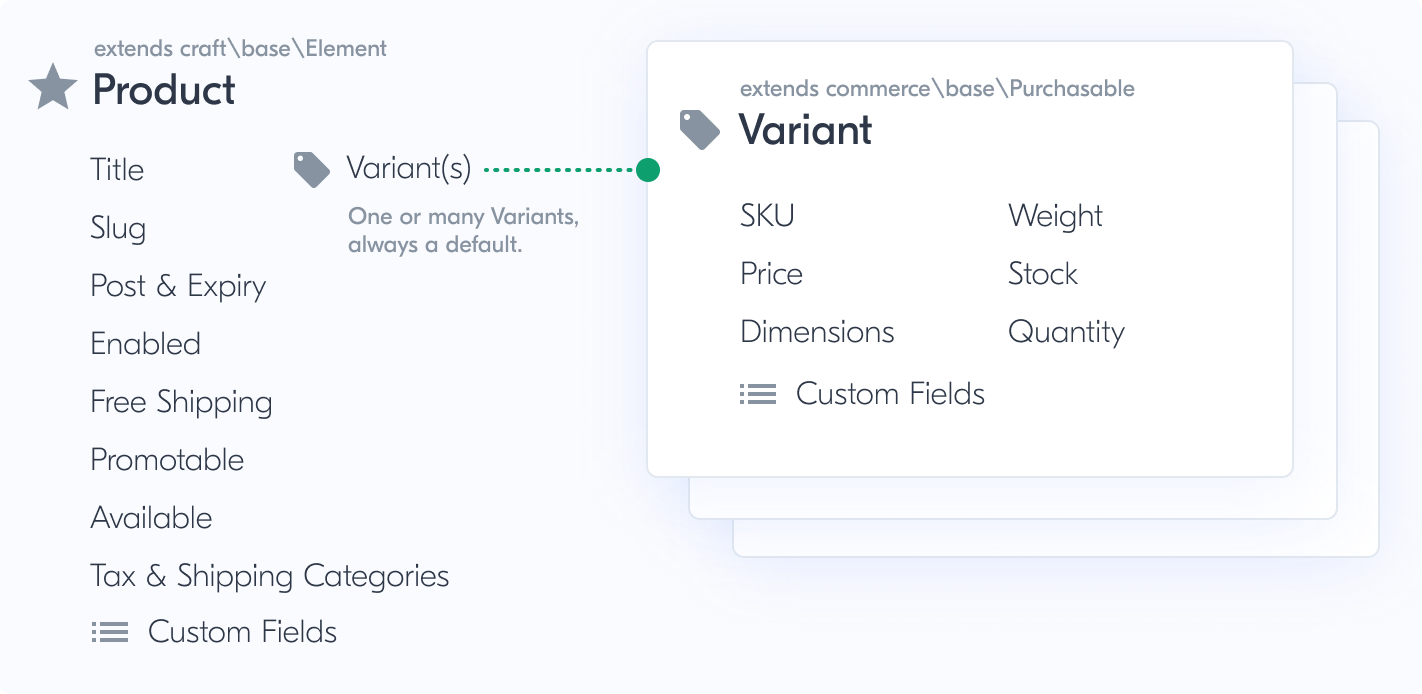 extends craft\base\Element
Product
Title
Slug
Post & Expiry
Enabled
Free Shipping
Promotable
Available
Tax & Shipping Categories
Custom Fields
Variant(s)
One or many Variants,
always a default.
extends commerce\base\Purchasable
Variant
SKU
Price
Dimensions
Weight
Stock
Quantity
Custom Fields